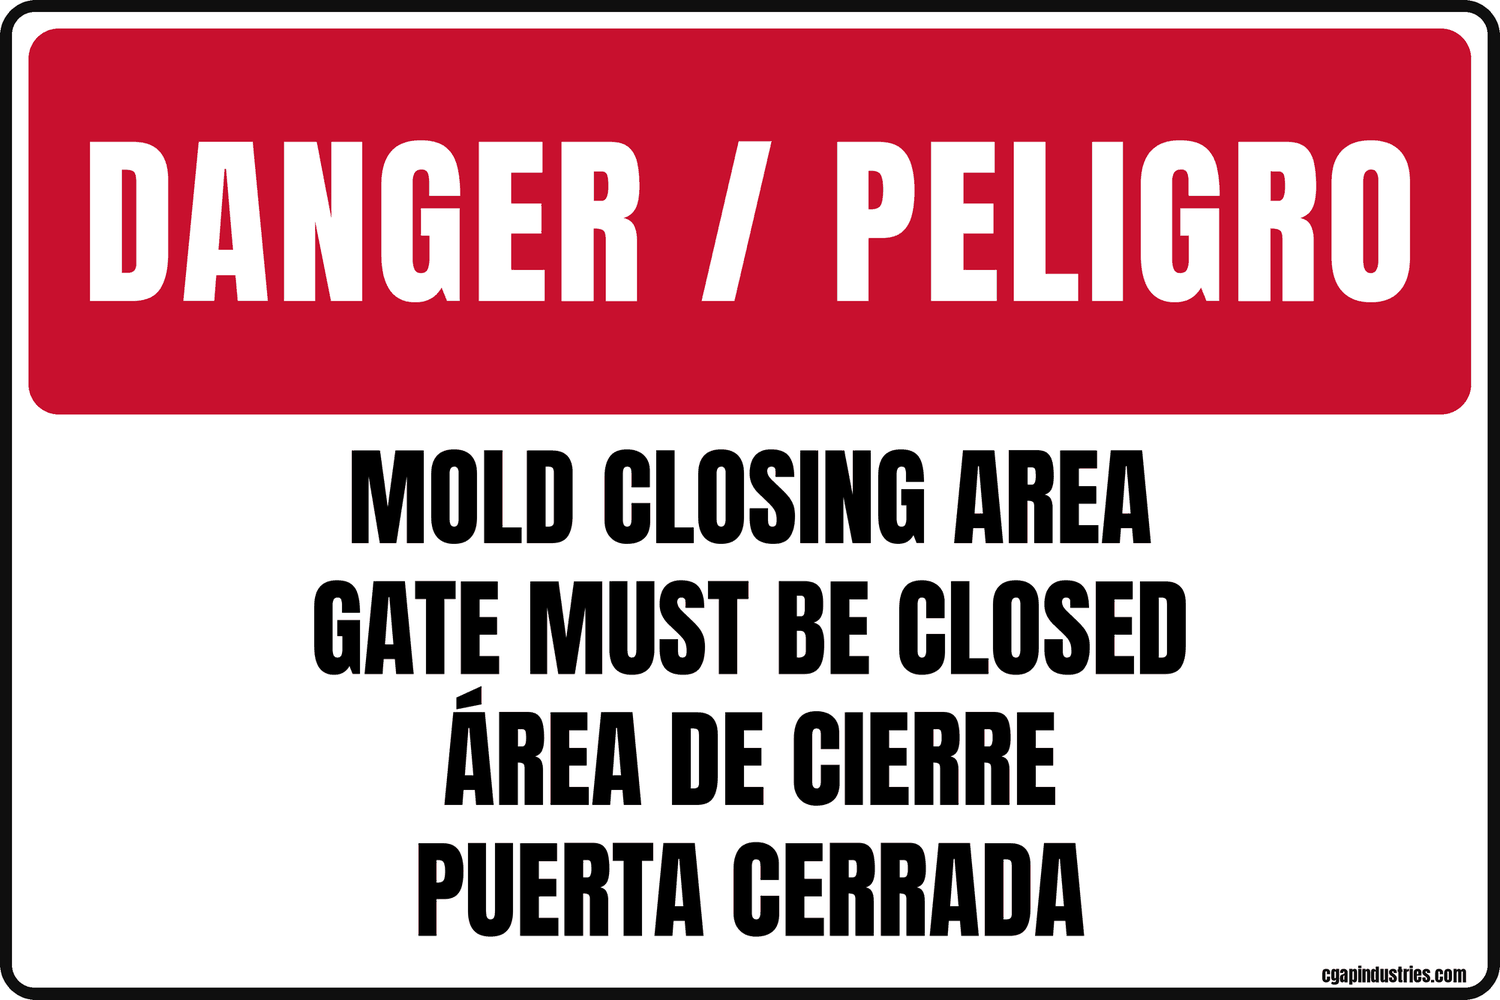 DANGER / PELIGRO
MOLD CLOSING AREA
GATE MUST BE CLOSED
ÁREA DE CIERRE
PUERTA CERRADA
cgapindustries.com